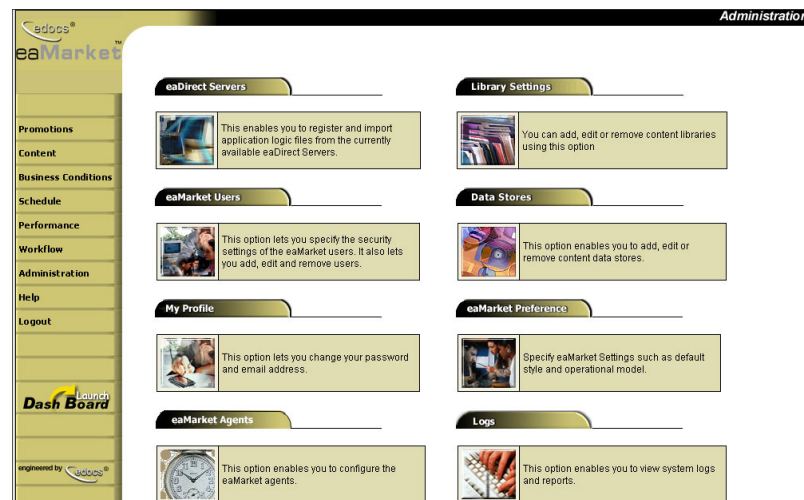 Administration
edocs®
eaMarket™
Promotions
Content
Business Conditions
Schedule
Performance
Workflow
Administration
Help
Logout
Launch
Dash Board
engineered by edocs®
eaDirect Servers
This enables you to register and import
application logic files from the currently
available eaDirect Servers.
Library Settings
You can add, edit or remove content libraries
using this option
eaMarket Users
This option lets you specify the security
settings of the eaMarket users. It also lets
you add, edit and remove users.
Data Stores
This option enables you to add, edit or
remove content data stores.
My Profile
This option lets you change your password
and email address.
eaMarket Preference
Specify eaMarket Settings such as default
style and operational model.
eaMarket Agents
This option enables you to configure the
eaMarket agents.
Logs
This option enables you to view system logs
and reports.